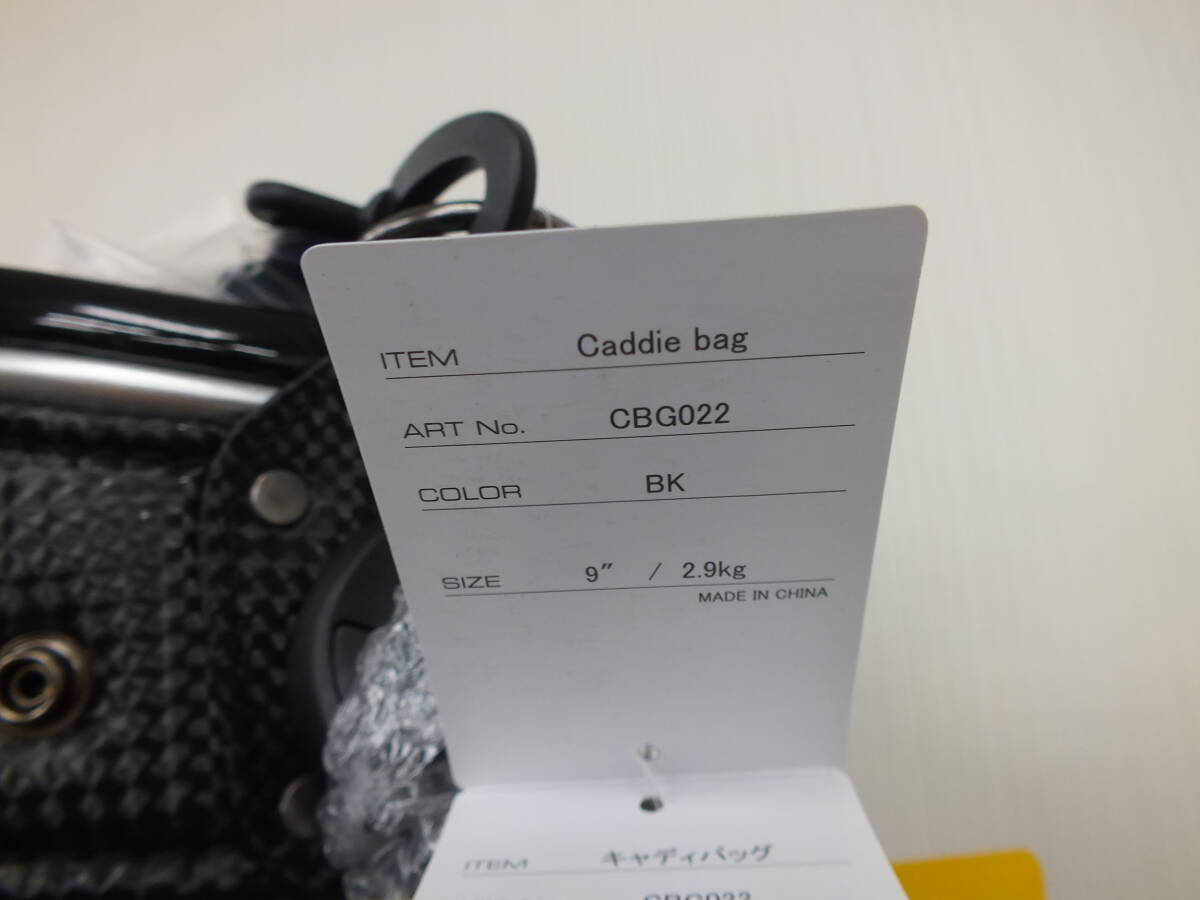 ITEM Caddie bag
ART No. CBG022
COLOR BK
SIZE 9″ / 2.9kg
MADE IN CHINA
ITEM キャディバッグ